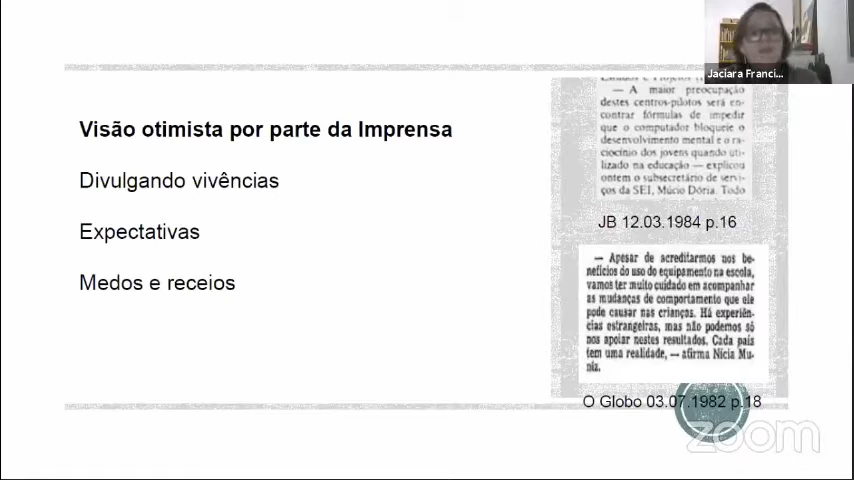 Jaciara Franci...
Visão otimista por parte da Imprensa
Divulgando vivências
Expectativas
Medos e receios
— A maior preocupação
destes centros-pilotos será en-
contrar fórmulas de impedir
que o computador bloqueie o
desenvolvimento mental e o ra-
ciocínio dos jovens quando uti-
lizado na educação — explicou
ontem o subsecretário de servi-
ços da SEI, Múcio Dória. Todo
JB 12.03.1984 p.16
— Apesar de acreditarmos nos be-
nefícios do uso do equipamento na escola,
vamos ter muito cuidado em acompanhar
as mudanças de comportamento que ele
pode causar nas crianças. Há experiên-
cias estrangeiras, mas não podemos só
nos apoiar nestes resultados. Cada país
tem uma realidade, — afirma Nícia Mu-
niz.
O Globo 03.07.1982 p.18
zoom